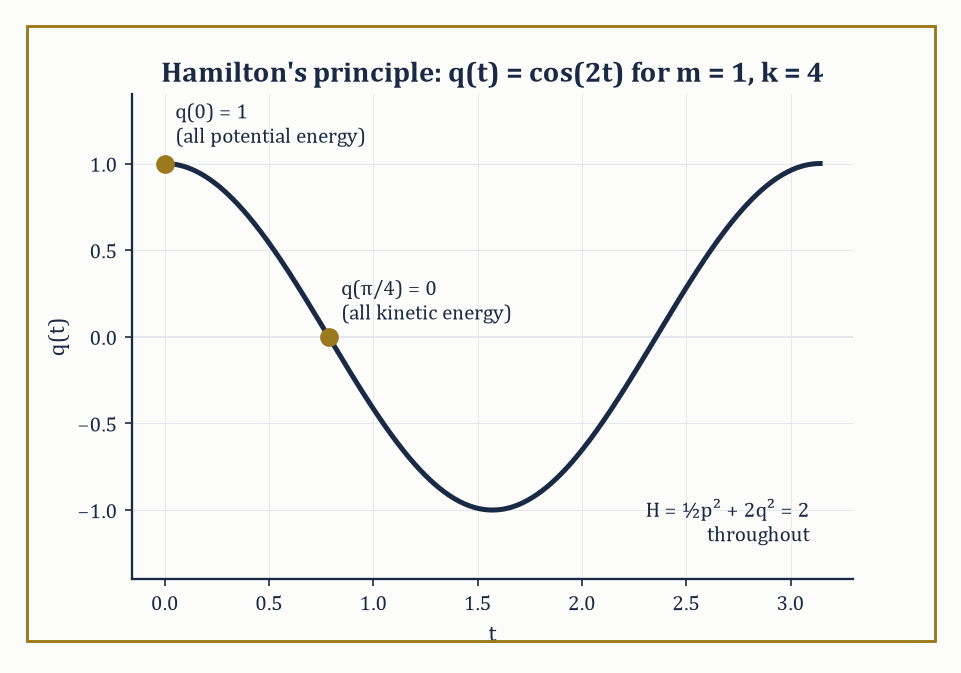 Hamilton's principle: q(t) = cos(2t) for m = 1, k = 4
q(0) = 1
(all potential energy)
1.0
0.5
q(π/4) = 0
(all kinetic energy)
0.0
q(t)
−0.5
−1.0
H = ½p² + 2q² = 2
throughout
0.0 0.5 1.0 1.5 2.0 2.5 3.0
t